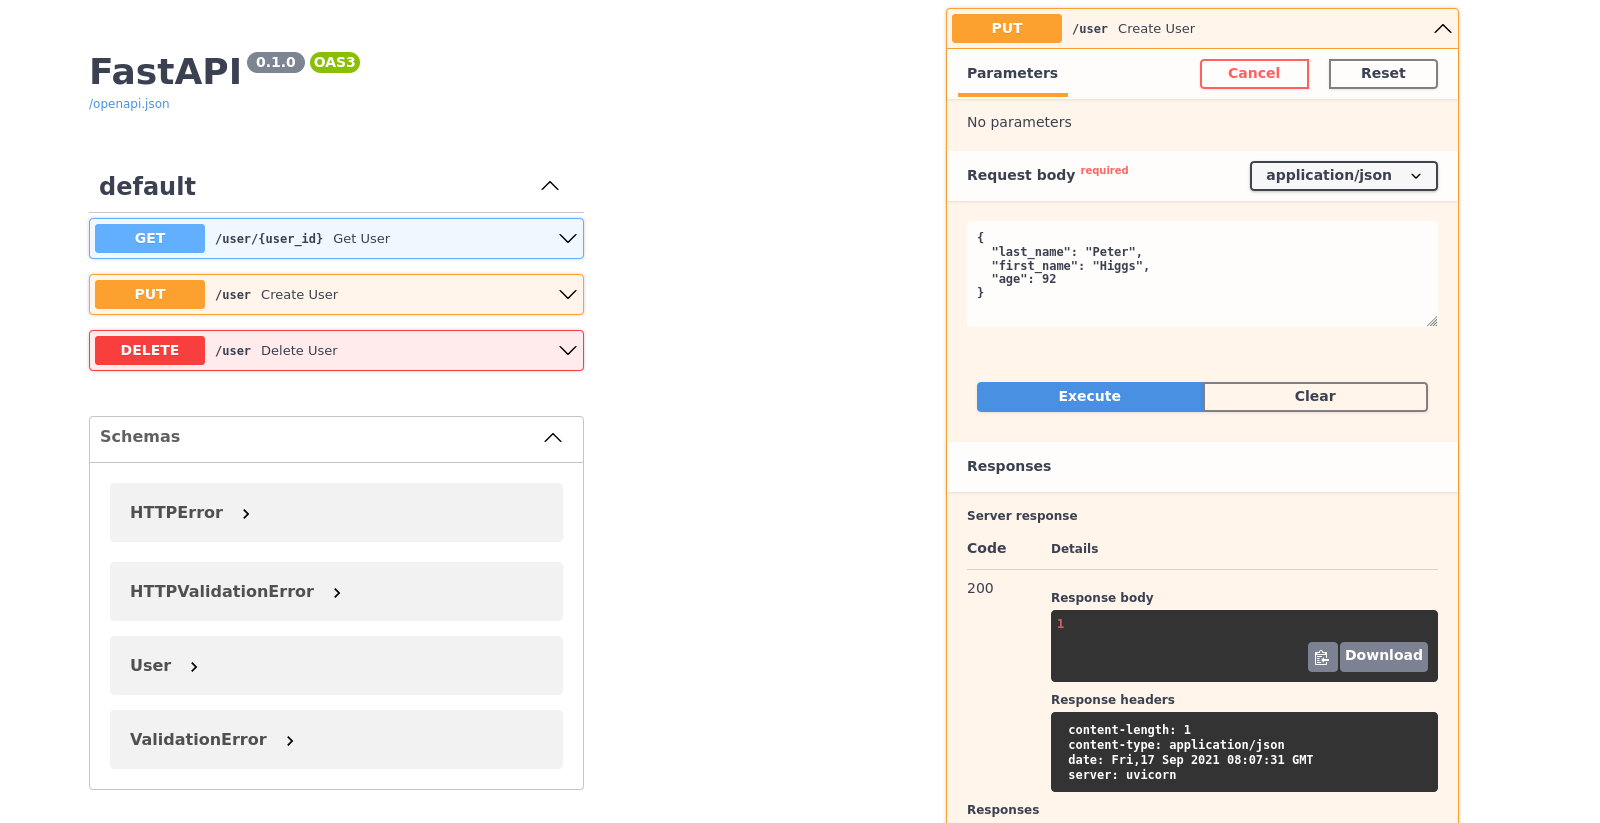 FastAPI 0.1.0 OAS3
/openapi.json
default
GET /user/{user_id} Get User
PUT /user Create User
DELETE /user Delete User
Schemas
HTTPError
HTTPValidationError
User
ValidationError
PUT /user Create User
Parameters Cancel Reset
No parameters
Request body required application/json
{
  "last_name": "Peter",
  "first_name": "Higgs",
  "age": 92
}
Execute Clear
Responses
Server response
Code Details
200
Response body
1
Download
Response headers
content-length: 1
content-type: application/json
date: Fri,17 Sep 2021 08:07:31 GMT
server: uvicorn
Responses